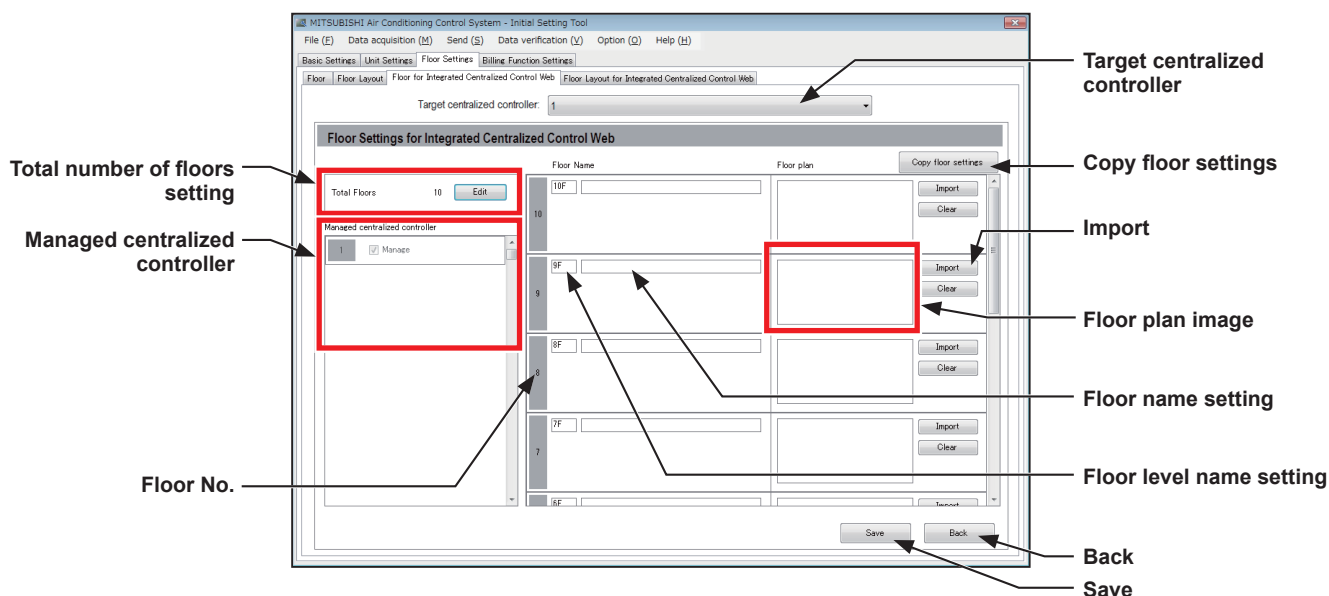 MITSUBISHI Air Conditioning Control System - Initial Setting Tool
File (F) Data acquisition (M) Send (S) Data verification (V) Option (O) Help (H)
Basic Settings Unit Settings Floor Settings Billing Function Settings
Floor Floor Layout Floor for Integrated Centralized Control Web Floor Layout for Integrated Centralized Control Web
Target centralized controller: 1
Target centralized
controller
Floor Settings for Integrated Centralized Control Web
Floor Name Floor plan Copy floor settings
Copy floor settings
Total number of floors
setting
Total Floors 10 Edit
10 10F Import
Clear
Managed centralized
controller
Managed centralized controller
1 Manage
Import
9 9F Import
Clear
Floor plan image
8 8F Import
Clear
Floor name setting
7 7F Import
Clear
Floor level name setting
Floor No.
6F Import
Save Back
Back
Save